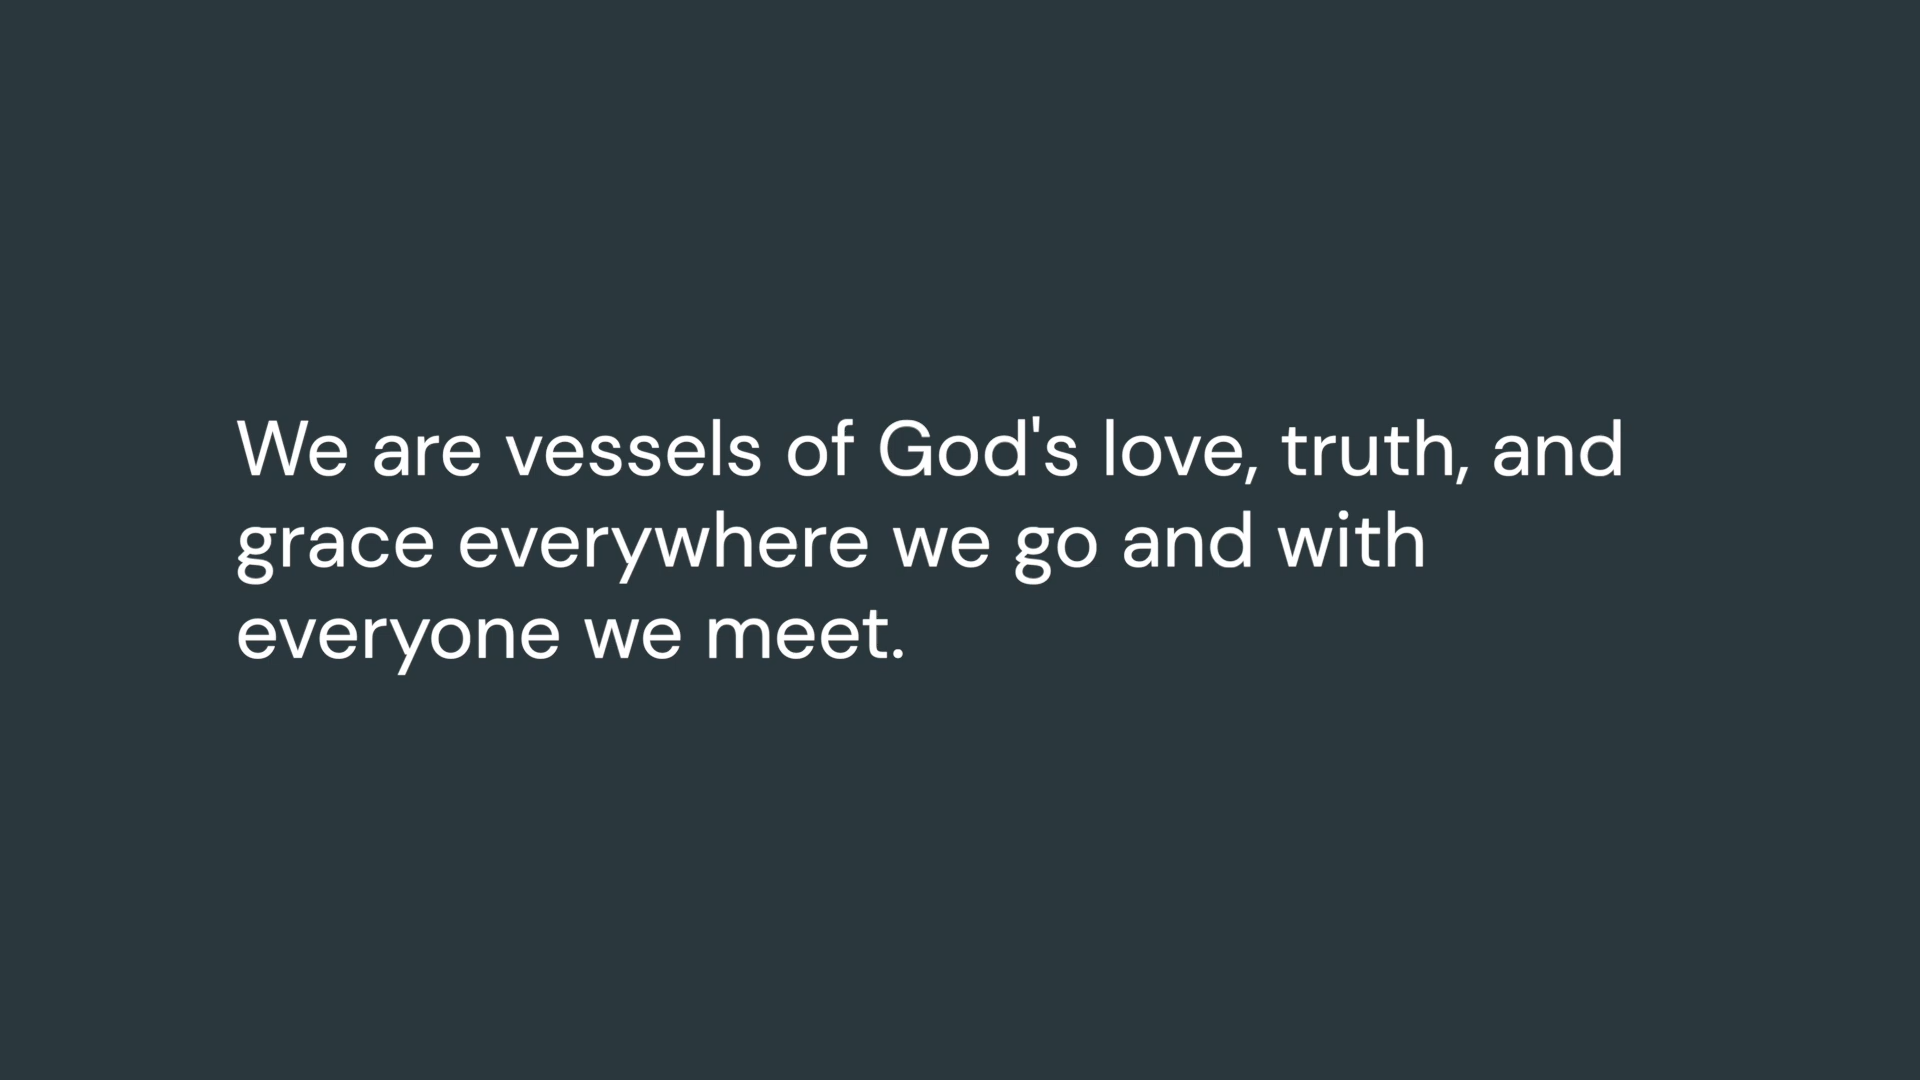 We are vessels of God's love, truth, and
grace everywhere we go and with
everyone we meet.